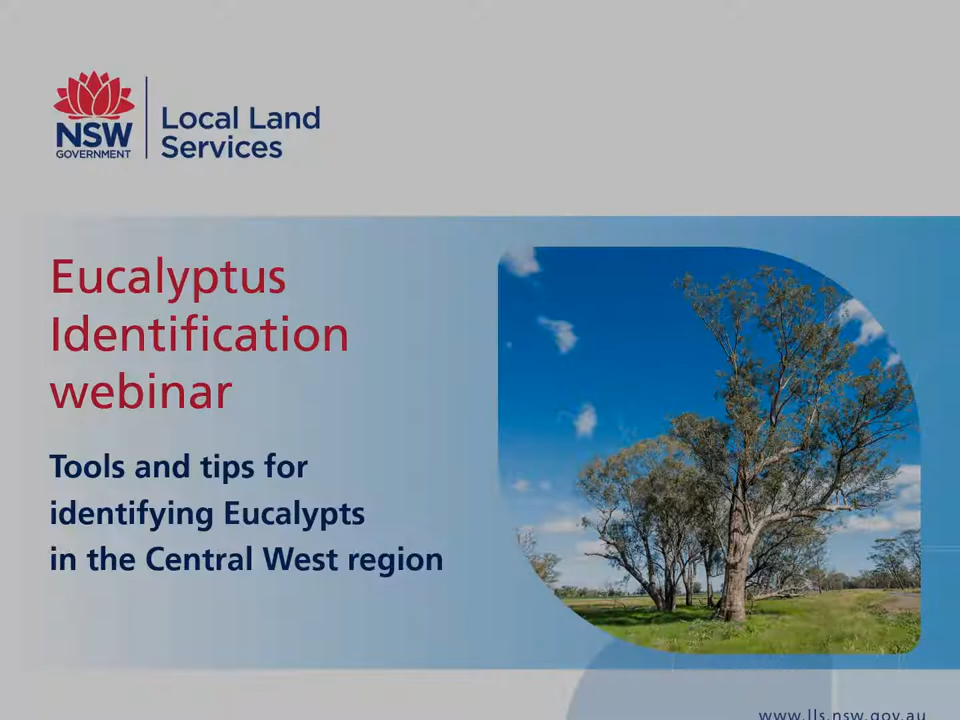 NSW
GOVERNMENT
Local Land
Services
Eucalyptus
Identification
webinar
Tools and tips for
identifying Eucalypts
in the Central West region
www.lls.nsw.gov.au